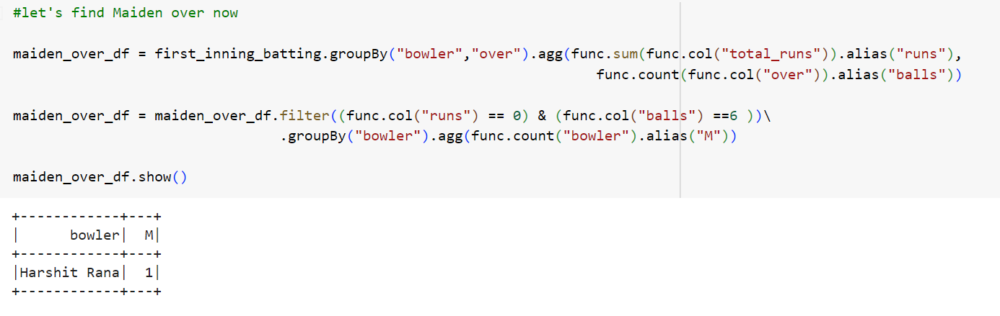 #let's find Maiden over now
maiden_over_df = first_inning_batting.groupBy("bowler","over").agg(func.sum(func.col("total_runs")).alias("runs"),
func.count(func.col("over")).alias("balls"))
maiden_over_df = maiden_over_df.filter((func.col("runs") == 0) & (func.col("balls") ==6 ))\
.groupBy("bowler").agg(func.count("bowler").alias("M"))
maiden_over_df.show()
+------------+---+
|      bowler|  M|
+------------+---+
|Harshit Rana|  1|
+------------+---+